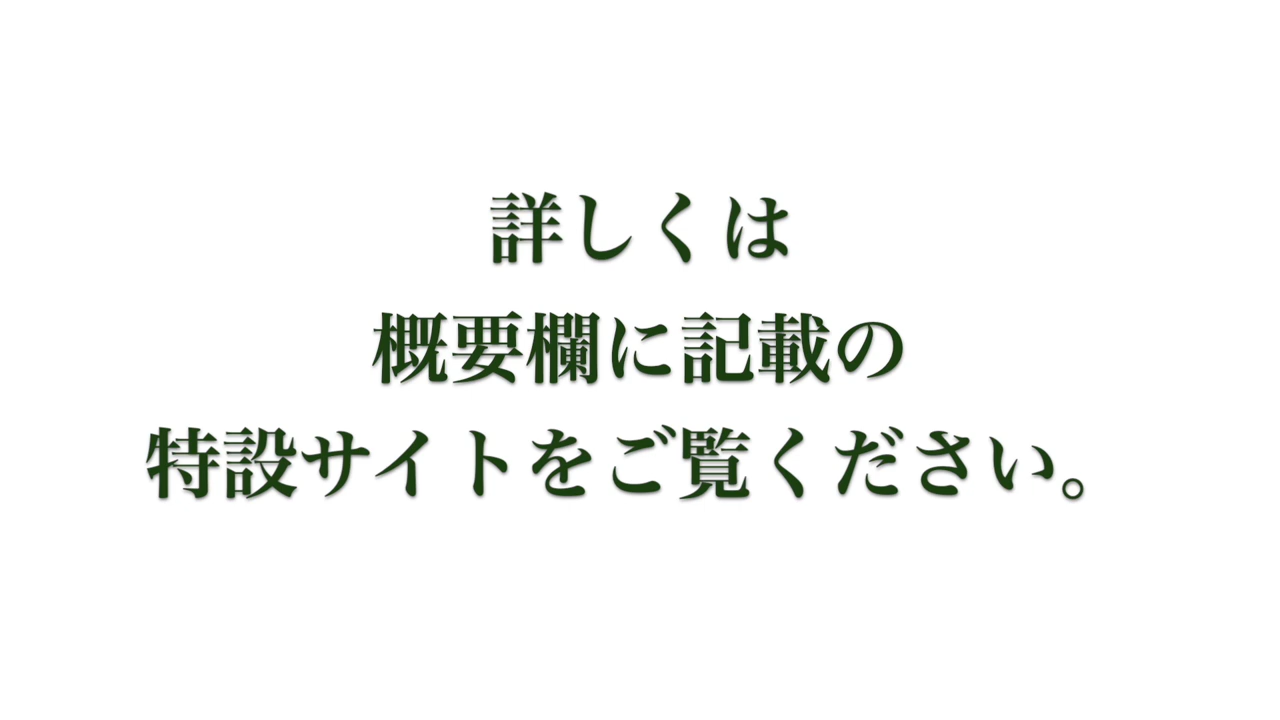 詳しくは
概要欄に記載の
特設サイトをご覧ください。